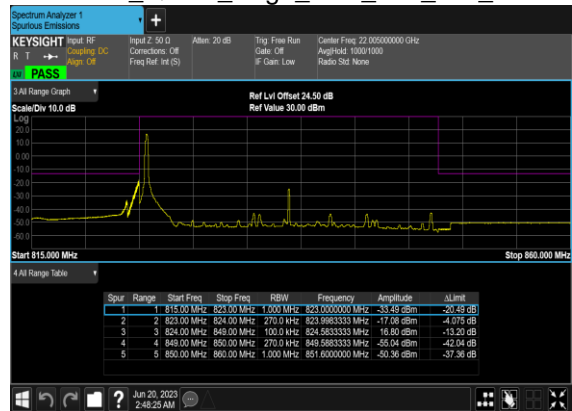 Spectrum Analyzer 1
Spurious Emissions
+
KEYSIGHT Input: RF Input Z: 50 Ω Atten: 20 dB Trig: Free Run Center Freq: 22.005000000 GHz
R T Coupling: DC Corrections: Off Gate: Off Avg|Hold: 1000/1000
Align: Off Freq Ref: Int (S) IF Gain: Low Radio Std: None
PASS
3 All Range Graph
Ref Lvl Offset 24.50 dB
Scale/Div 10.0 dB Ref Value 30.00 dBm
Log
20.0
10.0
0.00
-10.0
-20.0
-30.0
-40.0
-50.0
-60.0
Start 815.000 MHz Stop 860.000 MHz
4 All Range Table
Spur Range Start Freq Stop Freq RBW Frequency Amplitude ΔLimit
1 1 815.00 MHz 823.00 MHz 1.000 MHz 823.0000000 MHz -33.49 dBm -20.49 dB
2 2 823.00 MHz 824.00 MHz 270.0 kHz 823.9983333 MHz -17.08 dBm -4.075 dB
3 3 824.00 MHz 849.00 MHz 100.0 kHz 824.5833333 MHz 16.80 dBm -13.20 dB
4 4 849.00 MHz 850.00 MHz 270.0 kHz 849.5883333 MHz -55.04 dBm -42.04 dB
5 5 850.00 MHz 860.00 MHz 1.000 MHz 851.6000000 MHz -50.36 dBm -37.36 dB
? Jun 20, 2023
2:48:25 AM